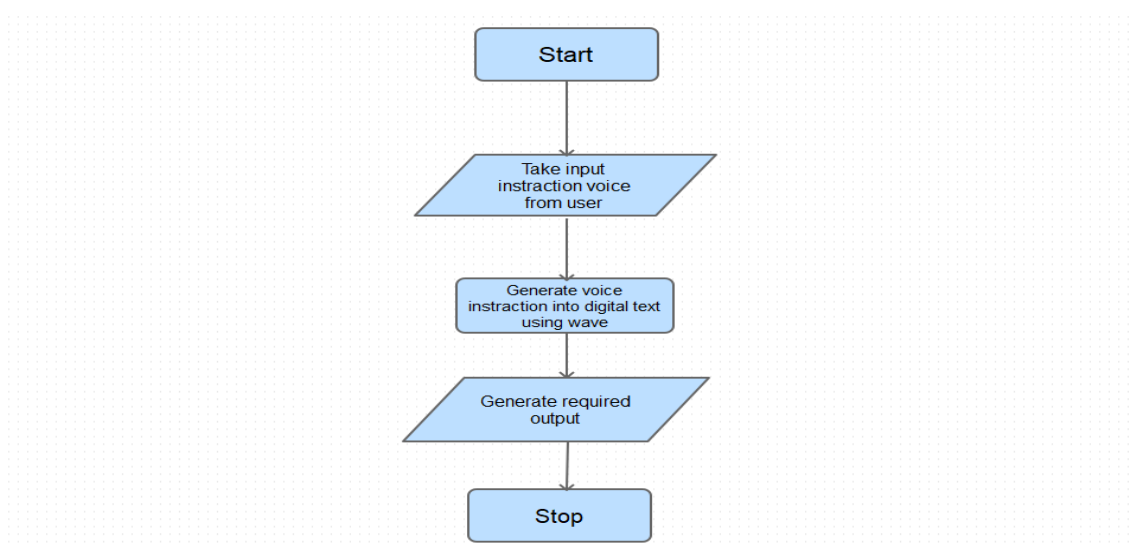 Start
Take input
instraction voice
from user
Generate voice
instraction into digital text
using wave
Generate required
output
Stop